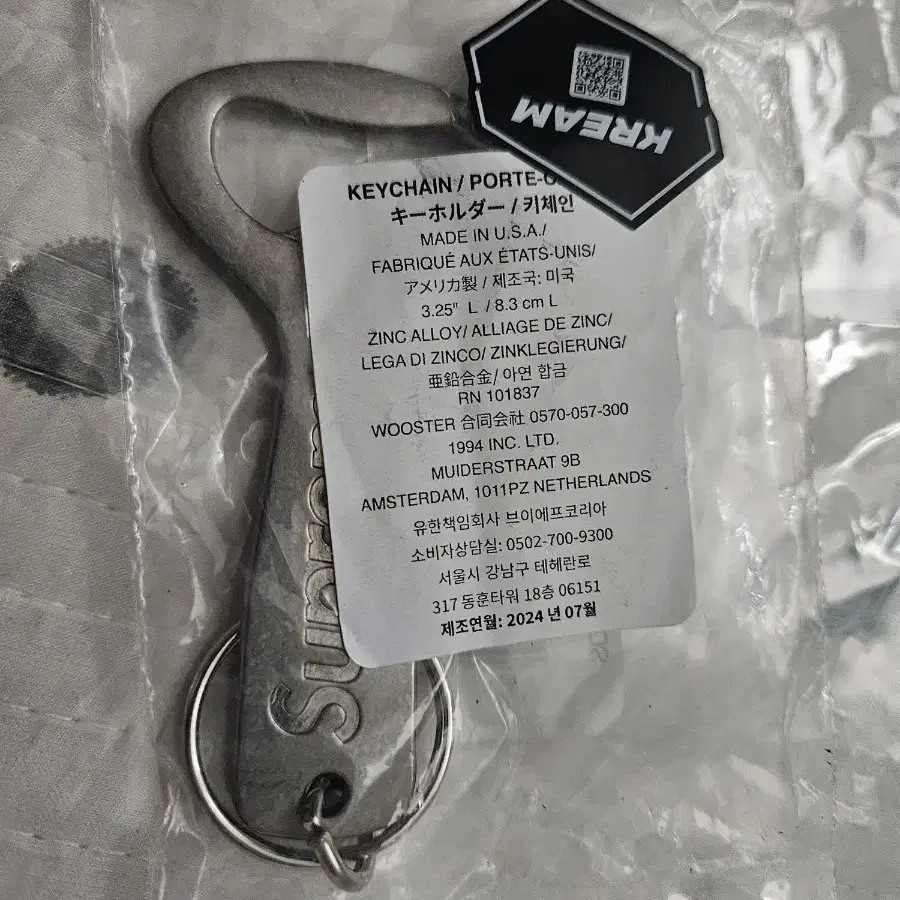 KREAM
KEYCHAIN / PORTE-
キーホルダー / 키체인
MADE IN U.S.A./
FABRIQUÉ AUX ÉTATS-UNIS/
アメリカ製 / 제조국: 미국
3.25" L / 8.3 cm L
ZINC ALLOY/ ALLIAGE DE ZINC/
LEGA DI ZINCO/ ZINKLEGIERUNG/
亜鉛合金/ 아연 합금
RN 101837
WOOSTER 合同会社 0570-057-300
1994 INC. LTD.
MUIDERSTRAAT 9B
AMSTERDAM, 1011PZ NETHERLANDS
유한책임회사 브이에프코리아
소비자상담실: 0502-700-9300
서울시 강남구 테헤란로
317 동훈타워 18층 06151
제조연월: 2024 년 07월
Suprem